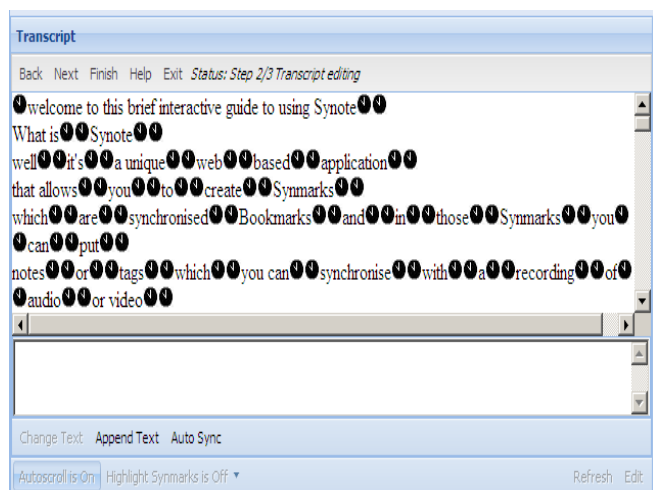 Transcript
Back Next Finish Help Exit Status: Step 2/3 Transcript editing
welcome to this brief interactive guide to using Synote
What is Synote
well it's a unique web based application
that allows you to create Synmarks
which are synchronised Bookmarks and in those Synmarks you
can put
notes or tags which you can synchronise with a recording of
audio or video
Change Text Append Text Auto Sync
Autoscroll is On Highlight Synmarks is Off Refresh Edit